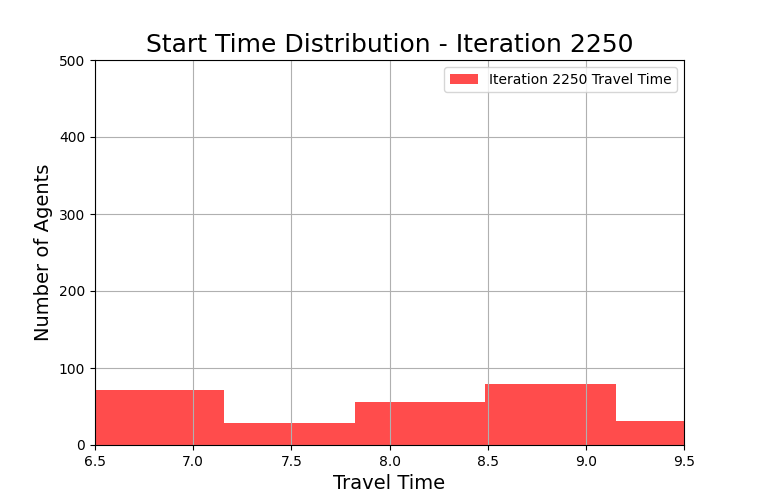 Start Time Distribution - Iteration 2250
Iteration 2250 Travel Time
Number of Agents
500
400
300
200
100
0
6.5 7.0 7.5 8.0 8.5 9.0 9.5
Travel Time